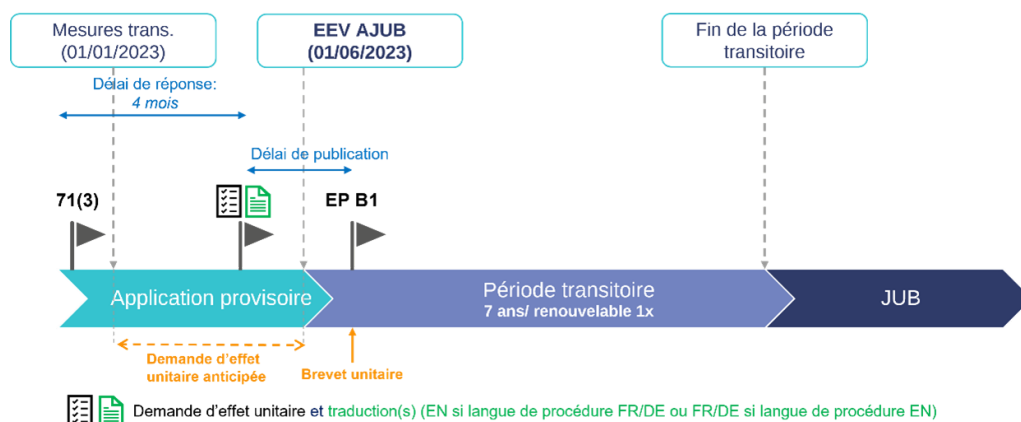 Mesures trans.
(01/01/2023)
EEV AJUB
(01/06/2023)
Fin de la période
transitoire
Délai de réponse:
4 mois
Délai de publication
71(3)
EP B1
Application provisoire
Période transitoire
7 ans/ renouvelable 1x
JUB
Demande d'effet
unitaire anticipée
Brevet unitaire
Demande d'effet unitaire et traduction(s) (EN si langue de procédure FR/DE ou FR/DE si langue de procédure EN)